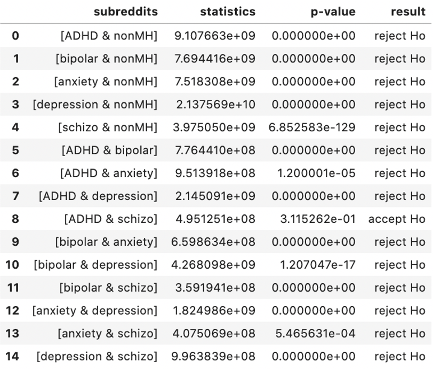 subreddits statistics p-value result
0 [ADHD & nonMH] 9.107663e+09 0.000000e+00 reject Ho
1 [bipolar & nonMH] 7.694416e+09 0.000000e+00 reject Ho
2 [anxiety & nonMH] 7.518308e+09 0.000000e+00 reject Ho
3 [depression & nonMH] 2.137569e+10 0.000000e+00 reject Ho
4 [schizo & nonMH] 3.975050e+09 6.852583e-129 reject Ho
5 [ADHD & bipolar] 7.764410e+08 0.000000e+00 reject Ho
6 [ADHD & anxiety] 9.513918e+08 1.200001e-05 reject Ho
7 [ADHD & depression] 2.145091e+09 0.000000e+00 reject Ho
8 [ADHD & schizo] 4.951251e+08 3.115262e-01 accept Ho
9 [bipolar & anxiety] 6.598634e+08 0.000000e+00 reject Ho
10 [bipolar & depression] 4.268098e+09 1.207047e-17 reject Ho
11 [bipolar & schizo] 3.591941e+08 0.000000e+00 reject Ho
12 [anxiety & depression] 1.824986e+09 0.000000e+00 reject Ho
13 [anxiety & schizo] 4.075069e+08 5.465631e-04 reject Ho
14 [depression & schizo] 9.963839e+08 0.000000e+00 reject Ho